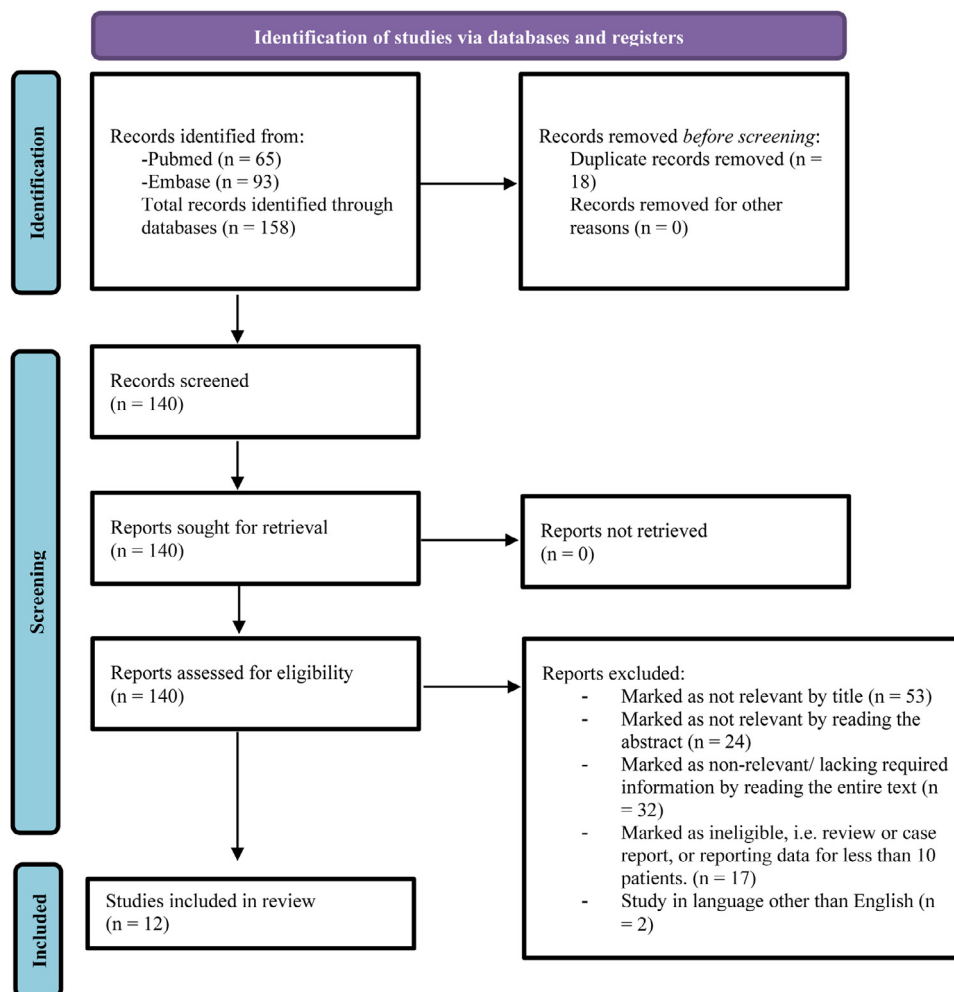 Identification of studies via databases and registers
Identification
Records identified from:
-Pubmed (n = 65)
-Embase (n = 93)
Total records identified through
databases (n = 158)
Records removed before screening:
Duplicate records removed (n =
18)
Records removed for other
reasons (n = 0)
Screening
Records screened
(n = 140)
Reports sought for retrieval
(n = 140)
Reports not retrieved
(n = 0)
Reports assessed for eligibility
(n = 140)
Reports excluded:
- Marked as not relevant by title (n = 53)
- Marked as not relevant by reading the
abstract (n = 24)
- Marked as non-relevant/ lacking required
information by reading the entire text (n
= 32)
- Marked as ineligible, i.e. review or case
report, or reporting data for less than 10
patients. (n = 17)
- Study in language other than English (n
= 2)
Included
Studies included in review
(n = 12)